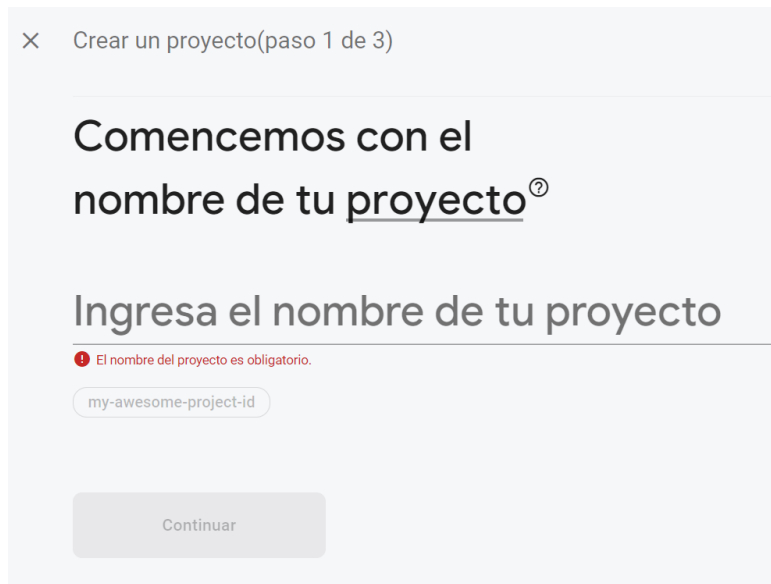 Crear un proyecto(paso 1 de 3)
Comencemos con el
nombre de tu proyecto
Ingresa el nombre de tu proyecto
El nombre del proyecto es obligatorio.
my-awesome-project-id
Continuar